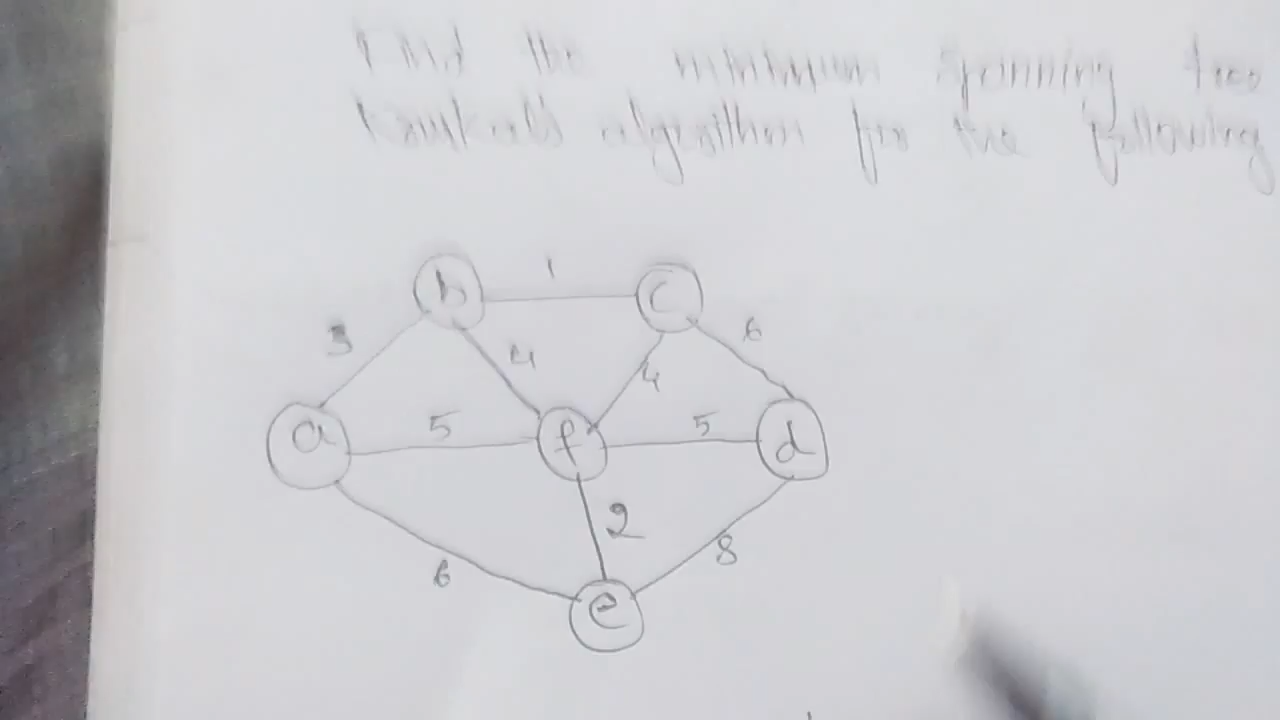 Find the minimum spanning tree
Kruskal's algorithm for the following
b 1 c
3 4 4 6
a 5 f 5 d
2
6 8
e